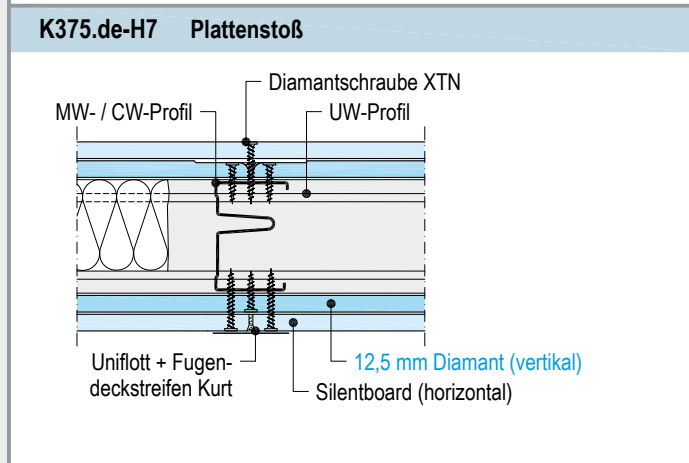 K375.de-H7 Plattenstoß
Diamantschraube XTN
MW- / CW-Profil
UW-Profil
Uniflott + Fugen-
deckstreifen Kurt
12,5 mm Diamant (vertikal)
Silentboard (horizontal)